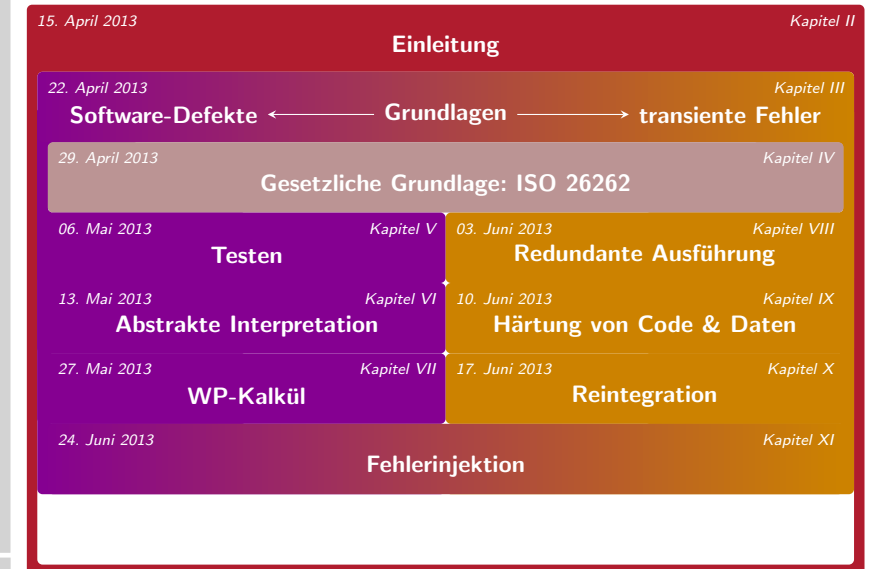 15. April 2013 Kapitel II
Einleitung
22. April 2013 Kapitel III
Software-Defekte Grundlagen transiente Fehler
29. April 2013 Kapitel IV
Gesetzliche Grundlage: ISO 26262
06. Mai 2013 Kapitel V
Testen
03. Juni 2013 Kapitel VIII
Redundante Ausführung
13. Mai 2013 Kapitel VI
Abstrakte Interpretation
10. Juni 2013 Kapitel IX
Härtung von Code & Daten
27. Mai 2013 Kapitel VII
WP-Kalkül
17. Juni 2013 Kapitel X
Reintegration
24. Juni 2013 Kapitel XI
Fehlerinjektion